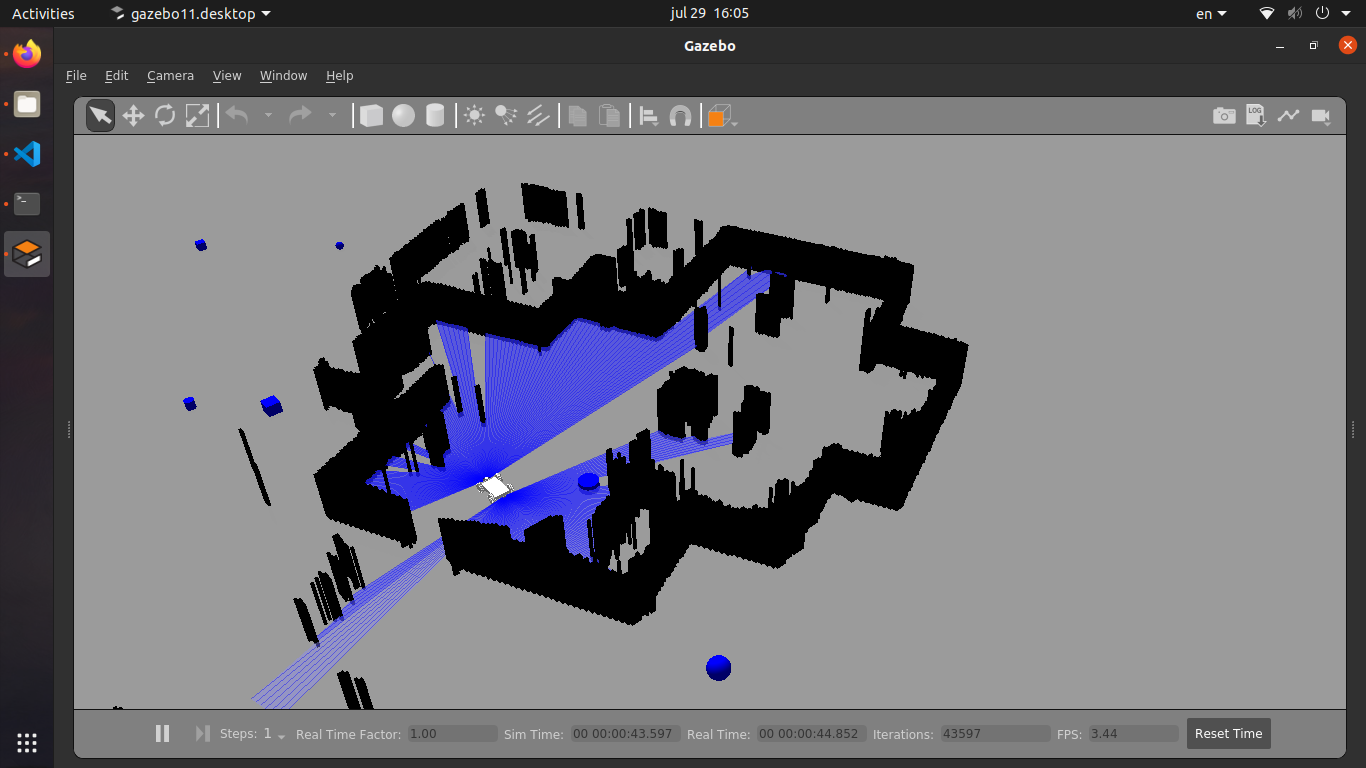 Activities gazebo11.desktop jul 29 16:05 en
Gazebo
File Edit Camera View Window Help
LOG
Steps: 1 Real Time Factor: 1.00 Sim Time: 00 00:00:43.597 Real Time: 00 00:00:44.852 Iterations: 43597 FPS: 3.44 Reset Time